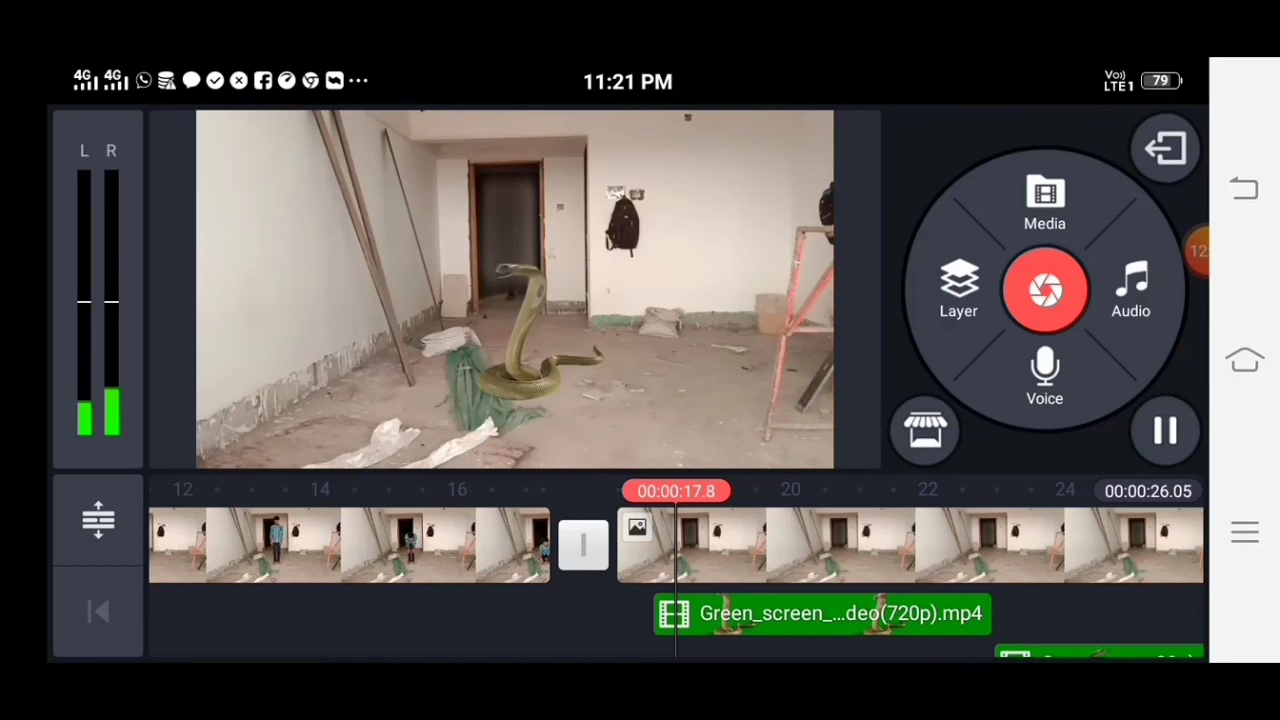 4G 4G 11:21 PM Vo)) LTE1 79
L R
Media
Layer
Audio
Voice
12
12 14 16 00:00:17.8 20 22 24 00:00:26.05
Green_screen_...deo(720p).mp4